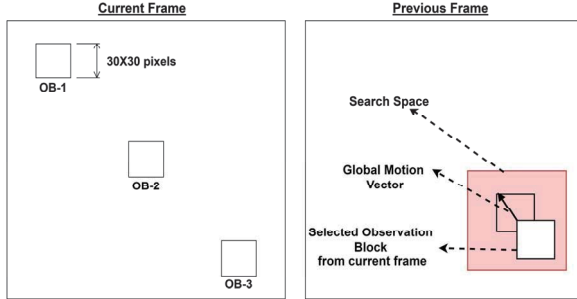 Current Frame
30X30 pixels
OB-1
OB-2
OB-3
Previous Frame
Search Space
Global Motion
Vector
Selected Observation
Block
from current frame